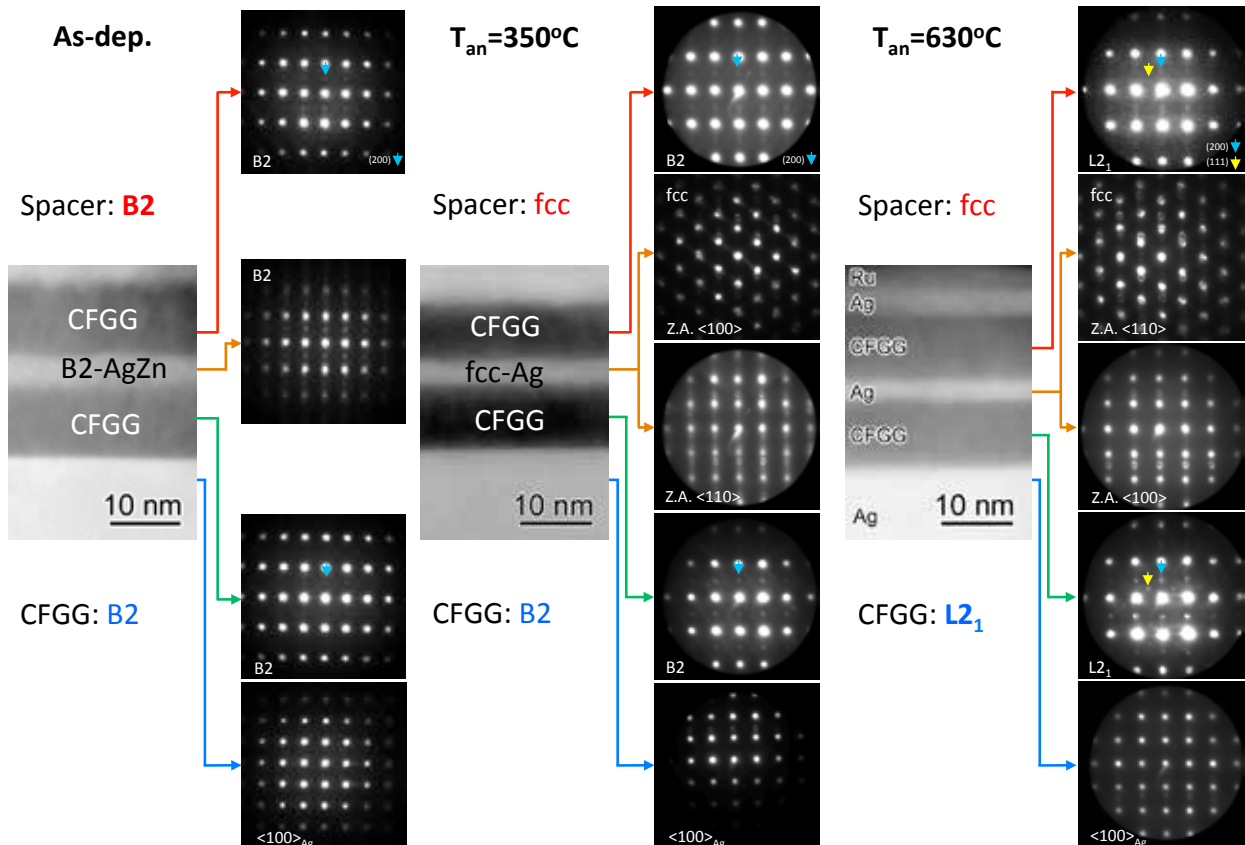 As-dep.
B2
(200)
Spacer: B2
B2
CFGG
B2-AgZn
CFGG
10 nm
CFGG: B2
B2
<100>Ag
Tan=350oC
B2
(200)
Spacer: fcc
fcc
Z.A. <100>
CFGG
fcc-Ag
CFGG
10 nm
Z.A. <110>
CFGG: B2
B2
<100>Ag
Tan=630oC
L21
(200)
(111)
Spacer: fcc
fcc
Z.A. <110>
Ru
Ag
CFGG
Ag
CFGG
10 nm
Ag
Z.A. <100>
CFGG: L21
L21
<100>Ag